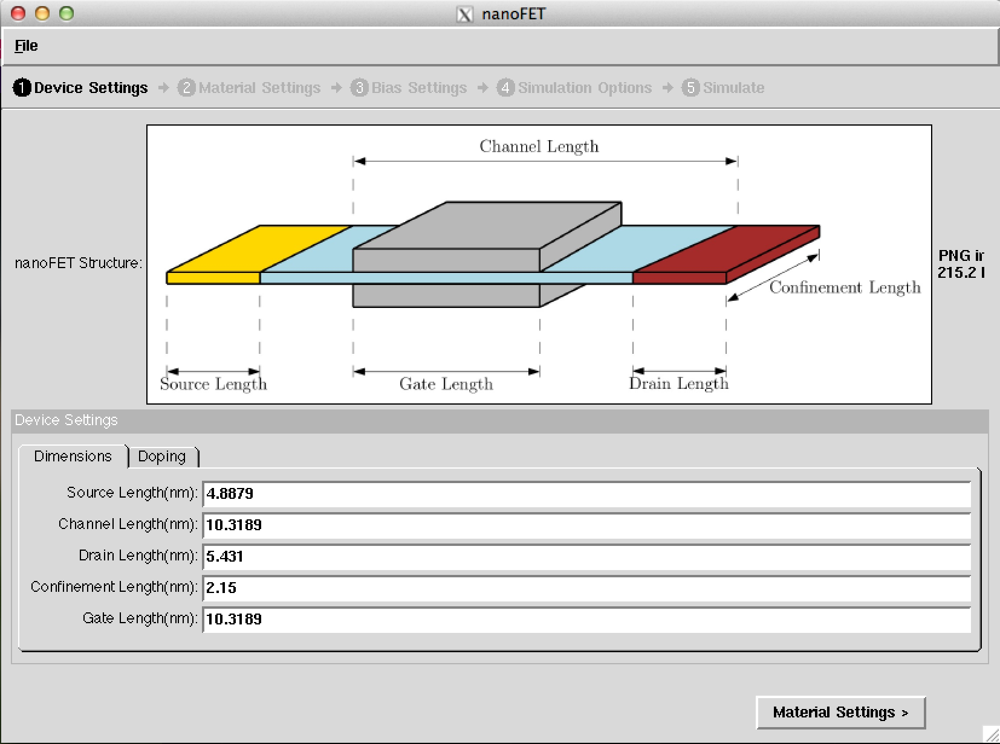 nanoFET
File
1 Device Settings → 2 Material Settings → 3 Bias Settings → 4 Simulation Options → 5 Simulate
Channel Length
nanoFET Structure:
PNG ir
215.2 l
Confinement Length
Source Length
Gate Length
Drain Length
Device Settings
Dimensions Doping
Source Length(nm): 4.8879
Channel Length(nm): 10.3189
Drain Length(nm): 5.431
Confinement Length(nm): 2.15
Gate Length(nm): 10.3189
Material Settings >